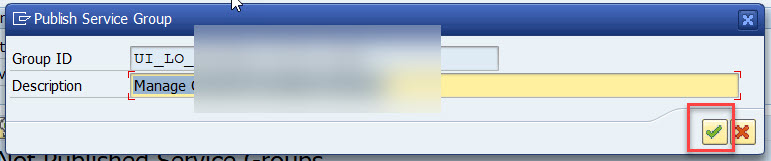 Publish Service Group
Group ID UI_LO_
Description Manage
Not Published Service Groups